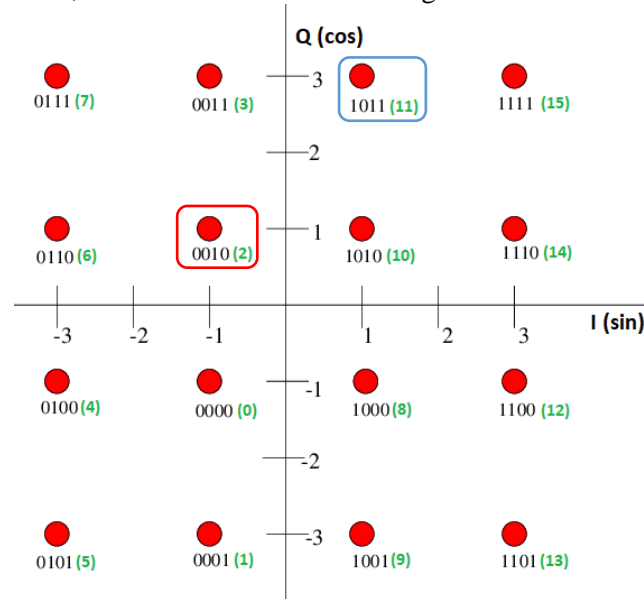 Q (cos)
3
0111 (7) 0011 (3) 1011 (11) 1111 (15)
2
1
0110 (6) 0010 (2) 1010 (10) 1110 (14)
I (sin)
-3 -2 -1 1 2 3
-1
0100 (4) 0000 (0) 1000 (8) 1100 (12)
-2
-3
0101 (5) 0001 (1) 1001 (9) 1101 (13)